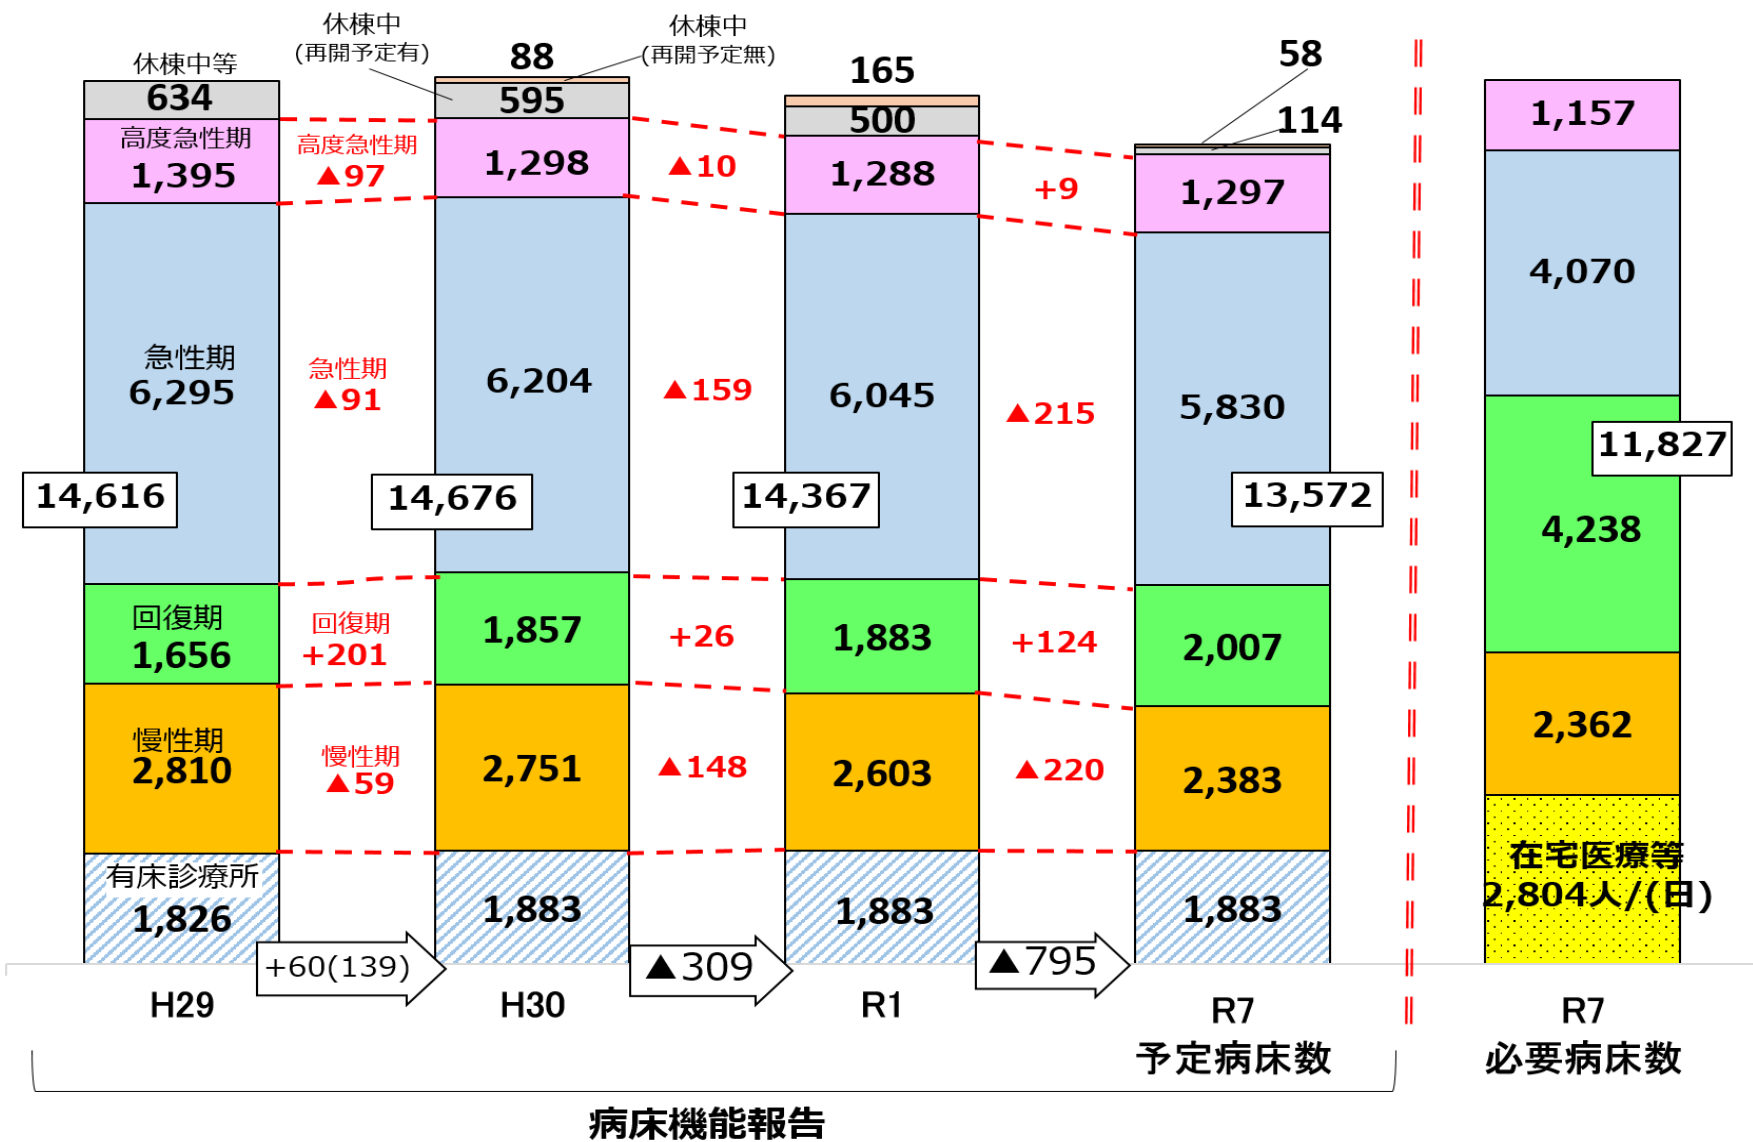 休棟中等
634
高度急性期
1,395
急性期
6,295
14,616
回復期
1,656
慢性期
2,810
有床診療所
1,826
H29
高度急性期
▲97
急性期
▲91
回復期
+201
慢性期
▲59
+60(139)
休棟中
(再開予定有)
88
休棟中
(再開予定無)
595
1,298
6,204
14,676
1,857
2,751
1,883
H30
▲10
▲159
+26
▲148
▲309
165
500
1,288
6,045
14,367
1,883
2,603
1,883
R1
+9
▲215
+124
▲220
▲795
58
114
1,297
5,830
13,572
2,007
2,383
1,883
R7
予定病床数
1,157
4,070
11,827
4,238
2,362
在宅医療等
2,804人/(日)
R7
必要病床数
病床機能報告